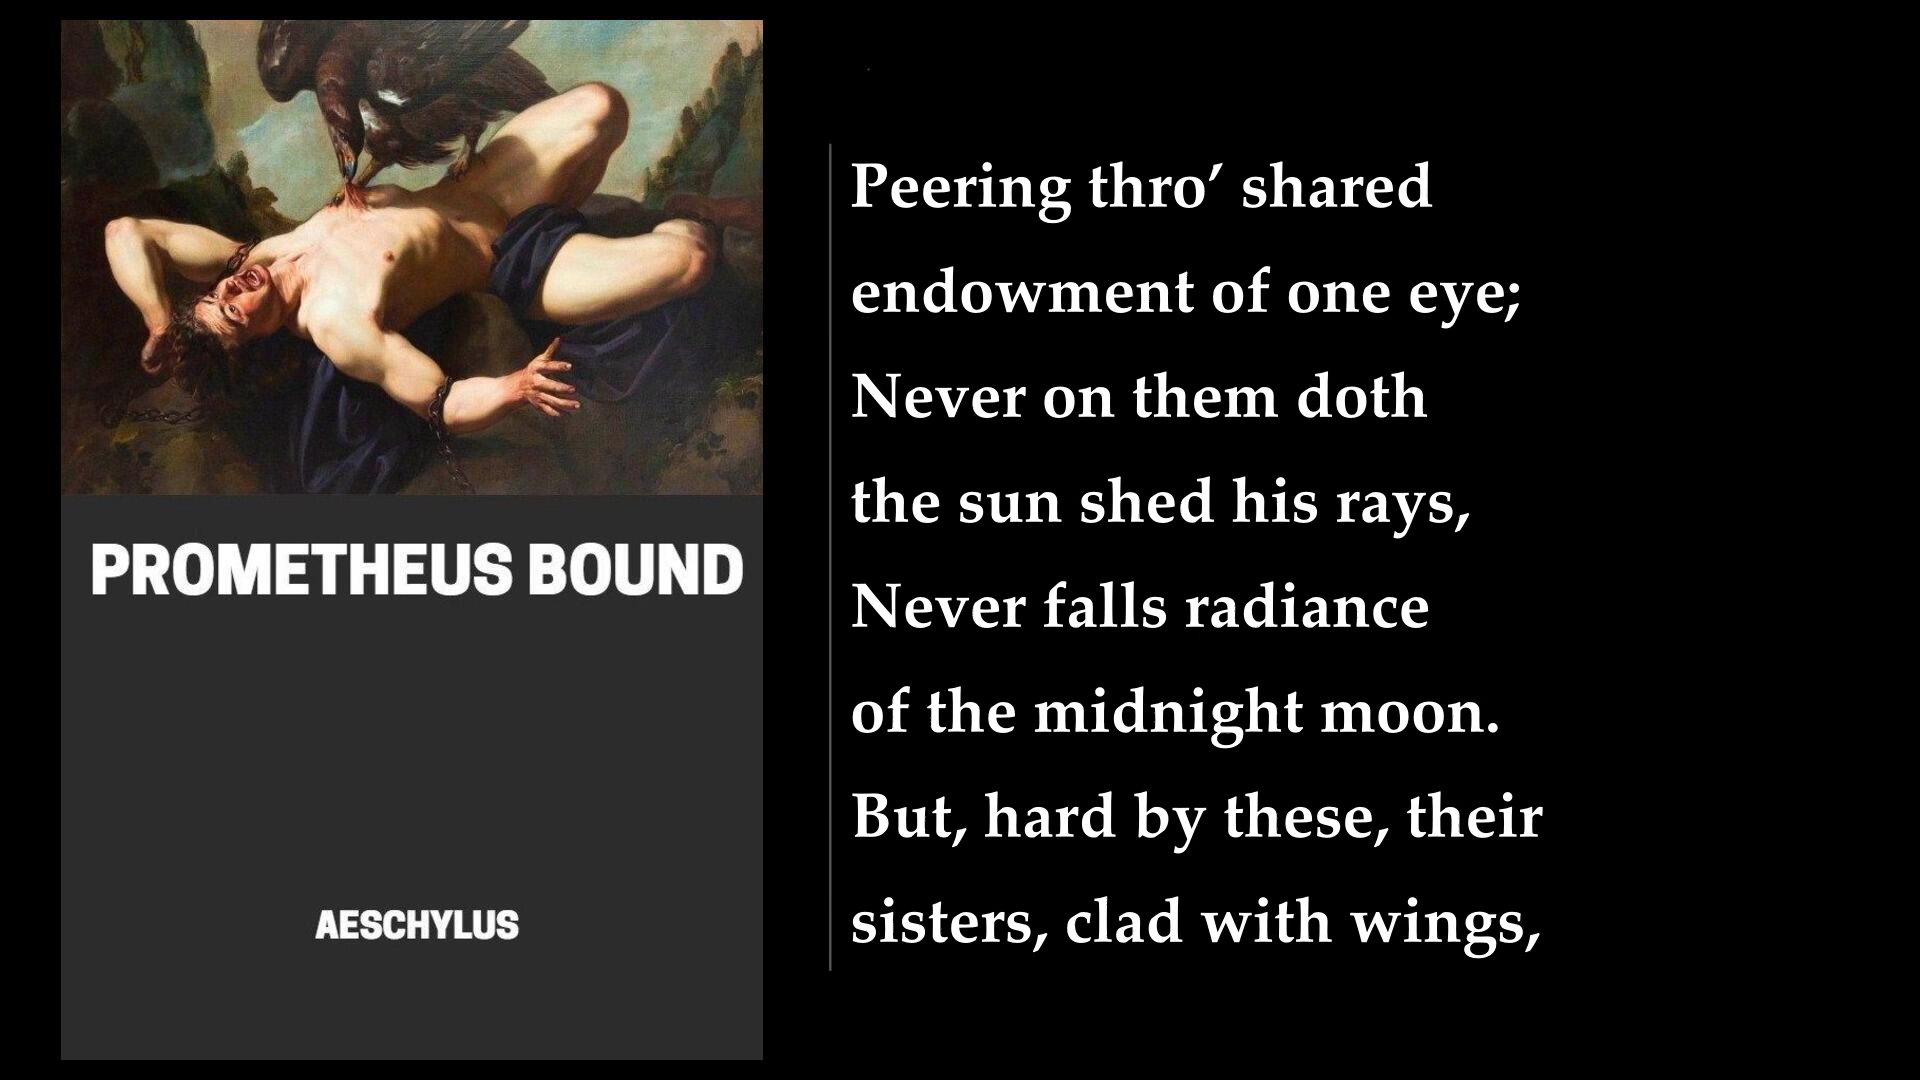 PROMETHEUS BOUND
AESCHYLUS
Peering thro’ shared
endowment of one eye;
Never on them doth
the sun shed his rays,
Never falls radiance
of the midnight moon.
But, hard by these, their
sisters, clad with wings,